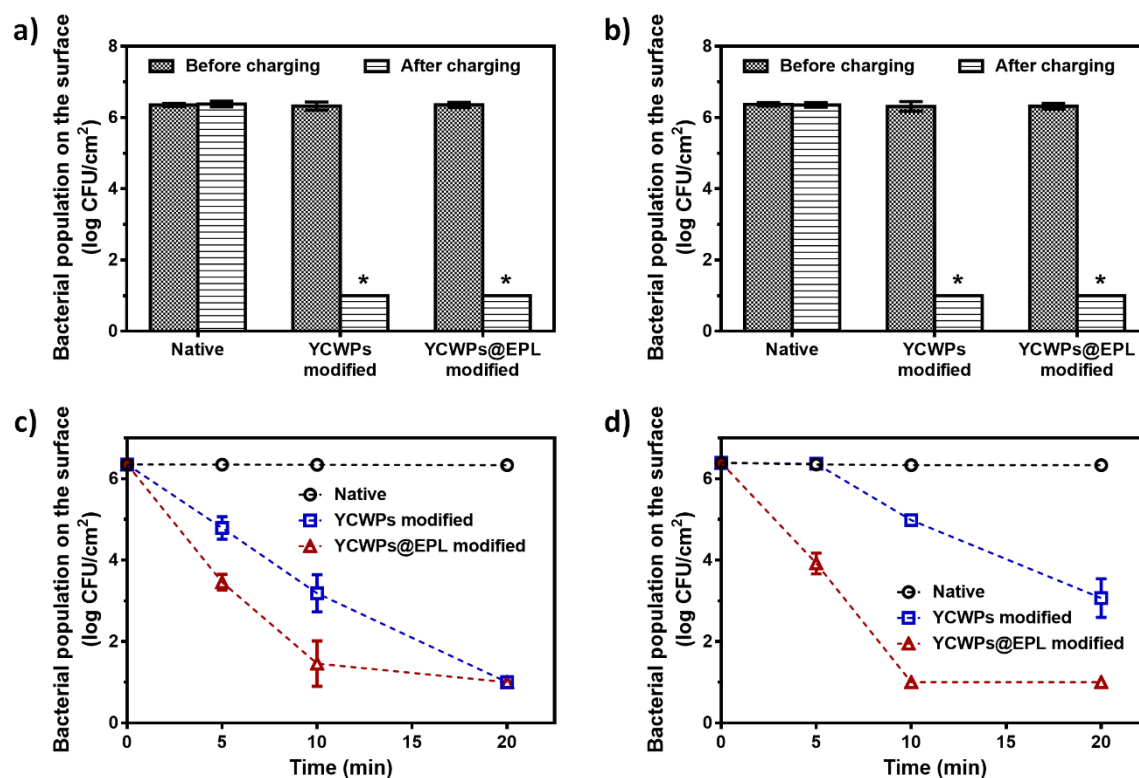 a)
Bacterial population on the surface
(log CFU/cm²)
8
6
4
2
0
Before charging
After charging
*
*
Native
YCWPs
modified
YCWPs@EPL
modified
b)
Bacterial population on the surface
(log CFU/cm²)
8
6
4
2
0
Before charging
After charging
*
*
Native
YCWPs
modified
YCWPs@EPL
modified
c)
Bacterial population on the surface
(log CFU/cm²)
6
4
2
0
Native
YCWPs modified
YCWPs@EPL modified
0
5
10
15
20
Time (min)
d)
Bacterial population on the surface
(log CFU/cm²)
6
4
2
0
Native
YCWPs modified
YCWPs@EPL modified
0
5
10
15
20
Time (min)